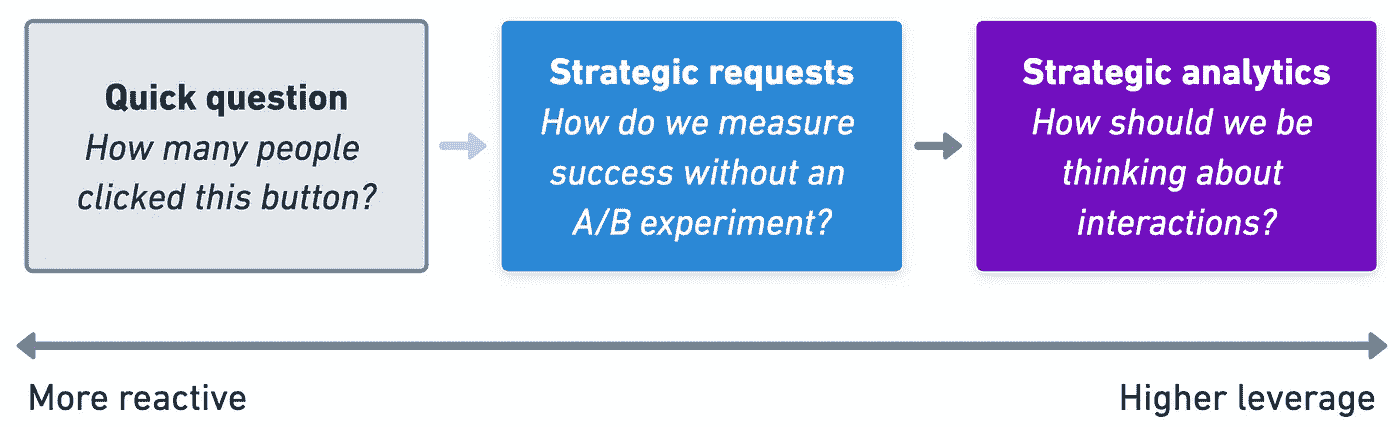 Quick question
How many people
clicked this button?
Strategic requests
How do we measure
success without an
A/B experiment?
Strategic analytics
How should we be
thinking about
interactions?
More reactive
Higher leverage